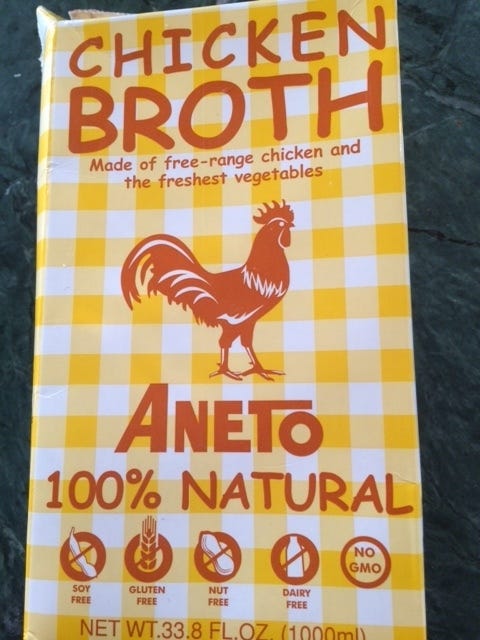 CHICKEN
BROTH
Made of free-range chicken and
the freshest vegetables
ANETO
100% NATURAL
SOY
FREE
GLUTEN
FREE
NUT
FREE
DAIRY
FREE
NO
GMO
NET WT.33.8 FL.OZ. (1000ml)